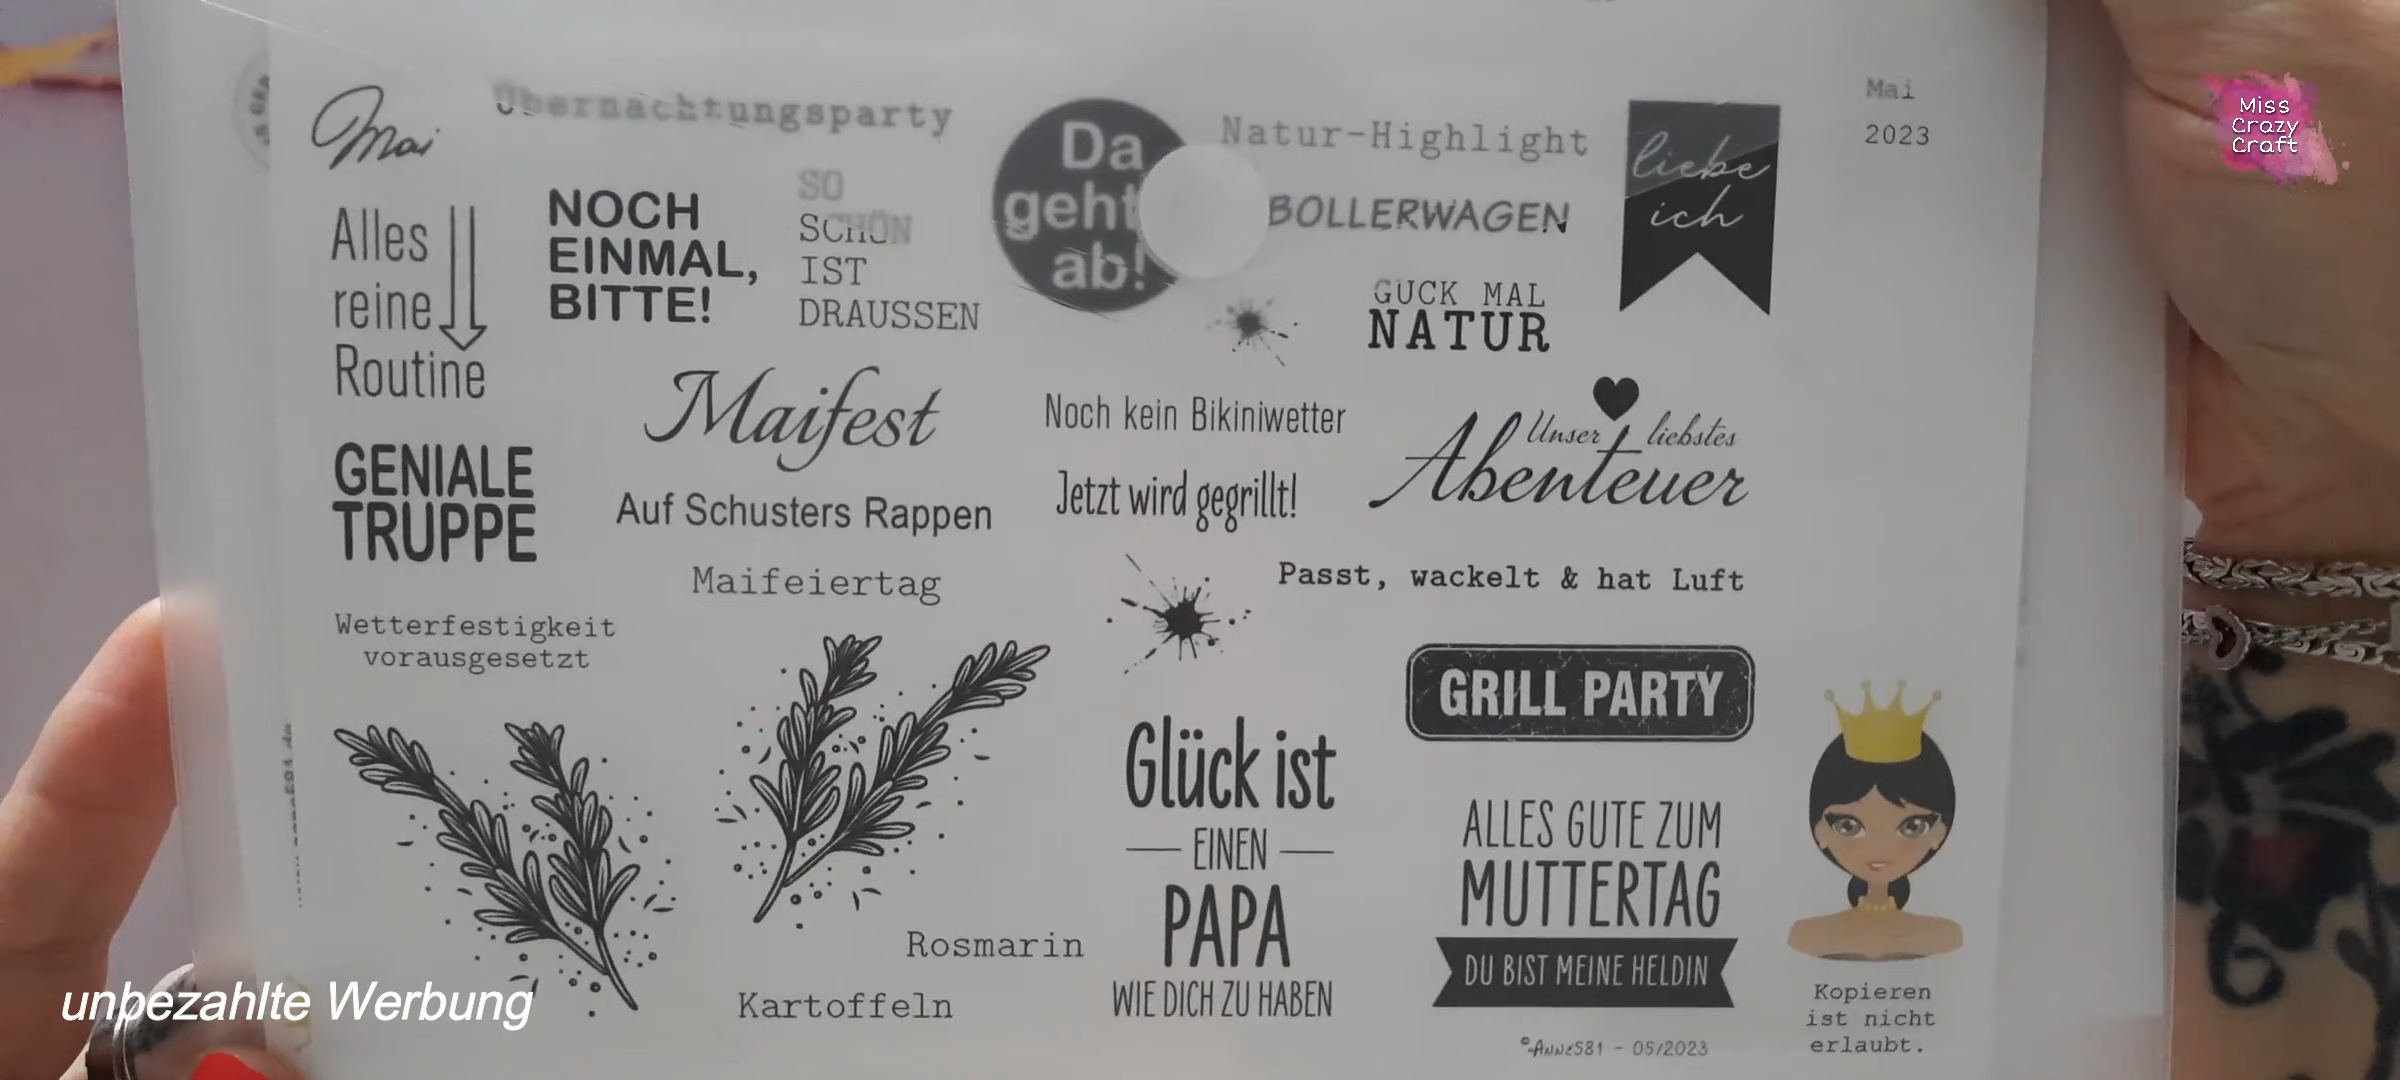 Mai
Übernachtungsparty
Da
geht
ab!
Natur-Highlight
BOLLERWAGEN
liebe
ich
Mai
2023
Miss
Crazy
Craft
Alles
reine
Routine
NOCH
EINMAL,
BITTE!
SO
SCHÖN
IST
DRAUSSEN
GUCK MAL
NATUR
Maifest
Noch kein Bikiniwetter
Unser liebstes
Abenteuer
GENIALE
TRUPPE
Auf Schusters Rappen
Jetzt wird gegrillt!
Maifeiertag
Passt, wackelt & hat Luft
Wetterfestigkeit
vorausgesetzt
GRILL PARTY
Glück ist
EINEN
PAPA
WIE DICH ZU HABEN
ALLES GUTE ZUM
MUTTERTAG
DU BIST MEINE HELDIN
Rosmarin
Kartoffeln
Kopieren
ist nicht
erlaubt.
©Anne581 - 05/2023
unbezahlte Werbung